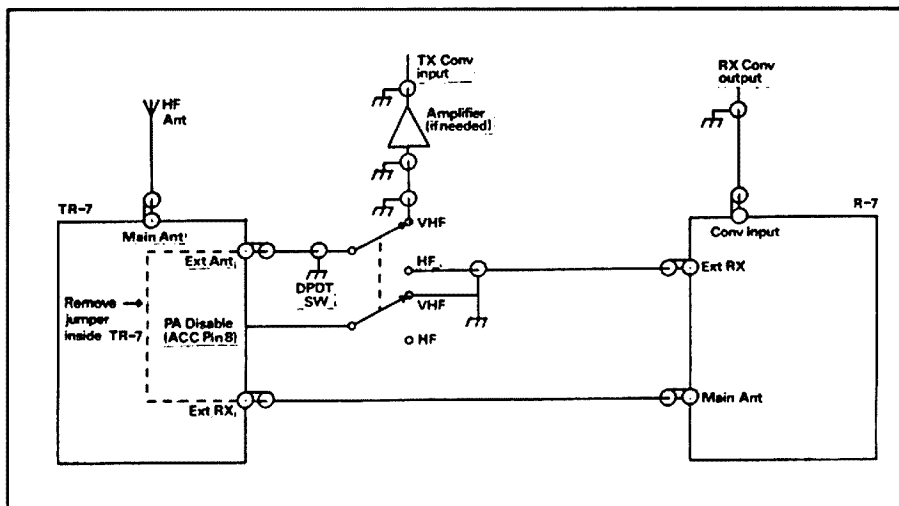 TX Conv
input
RX Conv
output
HF
Ant
Amplifier
(if needed)
TR-7
Main Ant
VHF
R-7
Conv input
Ext Ant
DPDT
SW
HF
VHF
Ext RX
Remove
jumper
inside TR-7
PA Disable
(ACC Pin 8)
HF
Ext RX
Main Ant